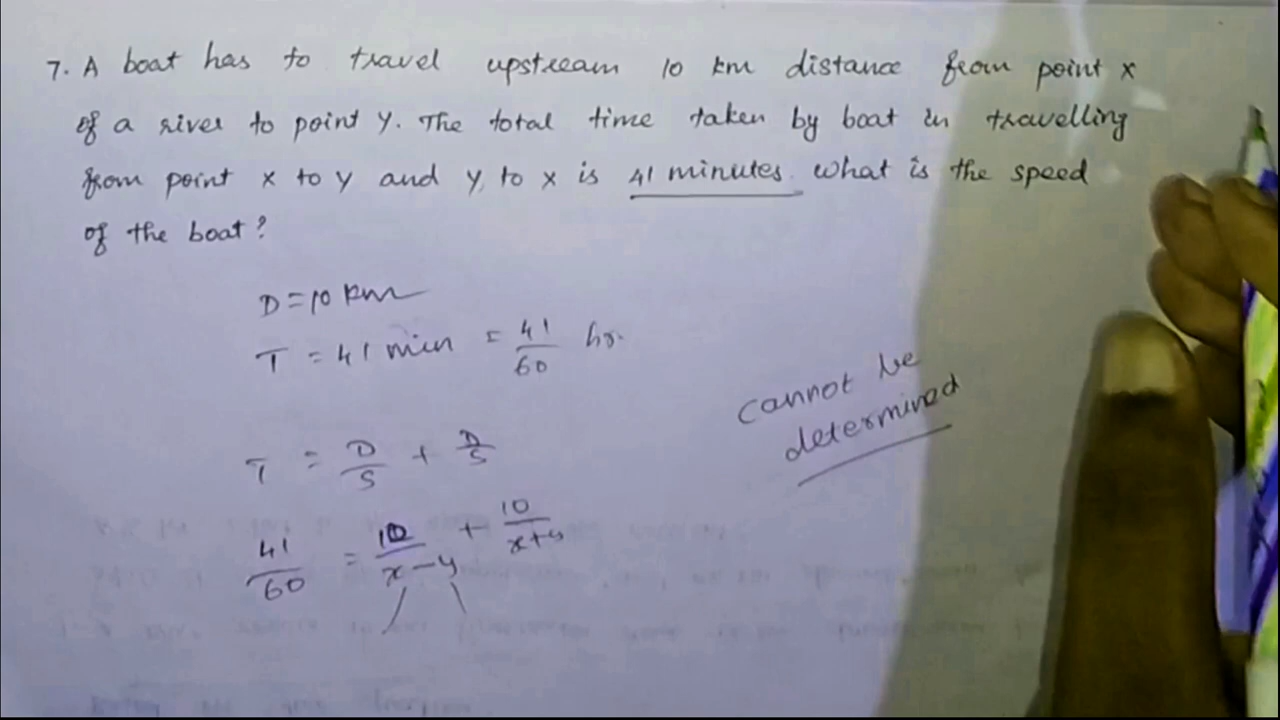 7. A boat has to travel upstream 10 km distance from point x
of a river to point y. The total time taken by boat in travelling
from point x to y and y to x is 41 minutes. what is the speed
of the boat?
D = 10 km
T = 41 min = 41/60 hr.
cannot be
determined
T = D/S + D/S
41/60 = 10/x-y + 10/x+y